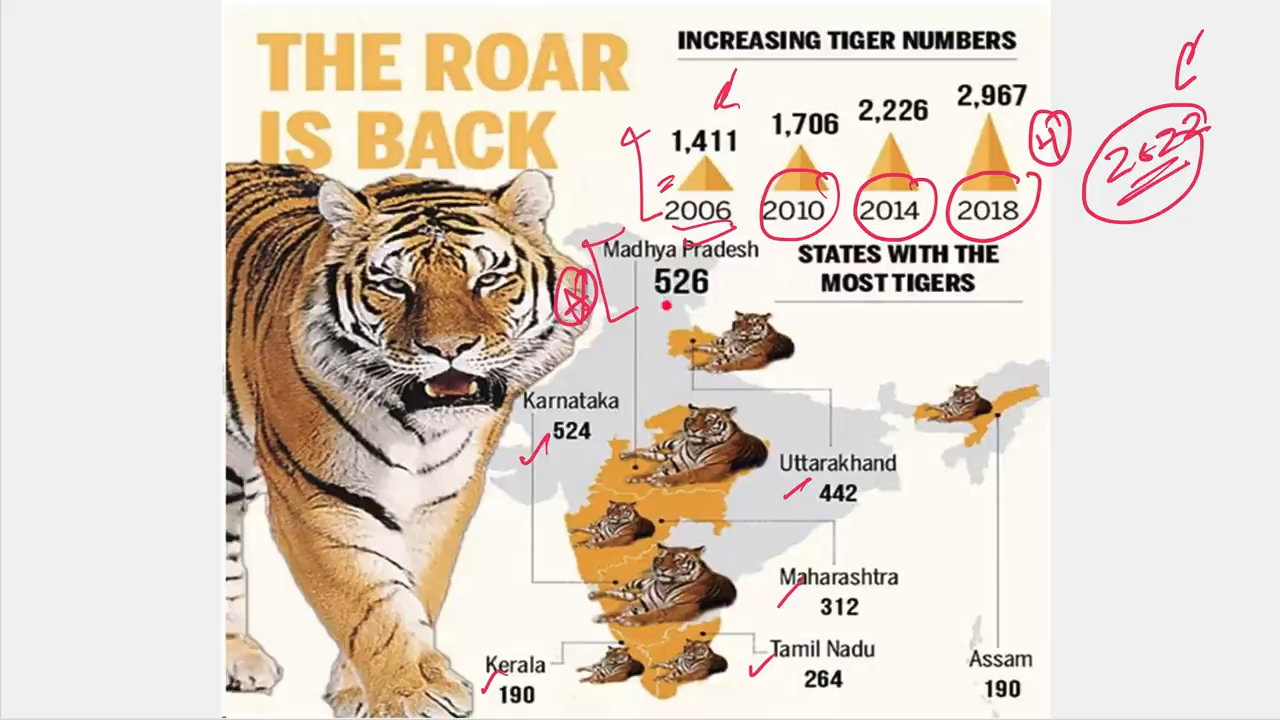 THE ROAR
IS BACK
INCREASING TIGER NUMBERS
1,411
1,706
2,226
2,967
2006
2010
2014
2018
STATES WITH THE
MOST TIGERS
Madhya Pradesh
526
Karnataka
524
Uttarakhand
442
Maharashtra
312
Tamil Nadu
264
Kerala
190
Assam
190